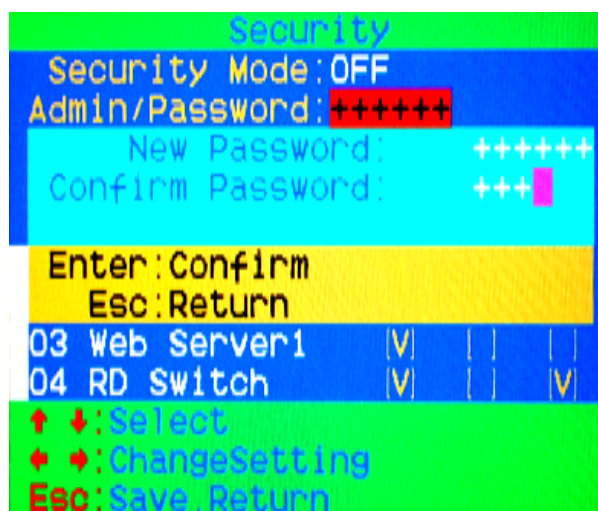 Security
Security Mode:OFF
Admin/Password:++++++
New Password: ++++++
Confirm Password: +++
Enter:Confirm
Esc:Return
03 Web Server1 [V] [ ] [ ]
04 RD Switch [V] [ ] [V]
↑ ↓:Select
← →:ChangeSetting
Esc:Save,Return